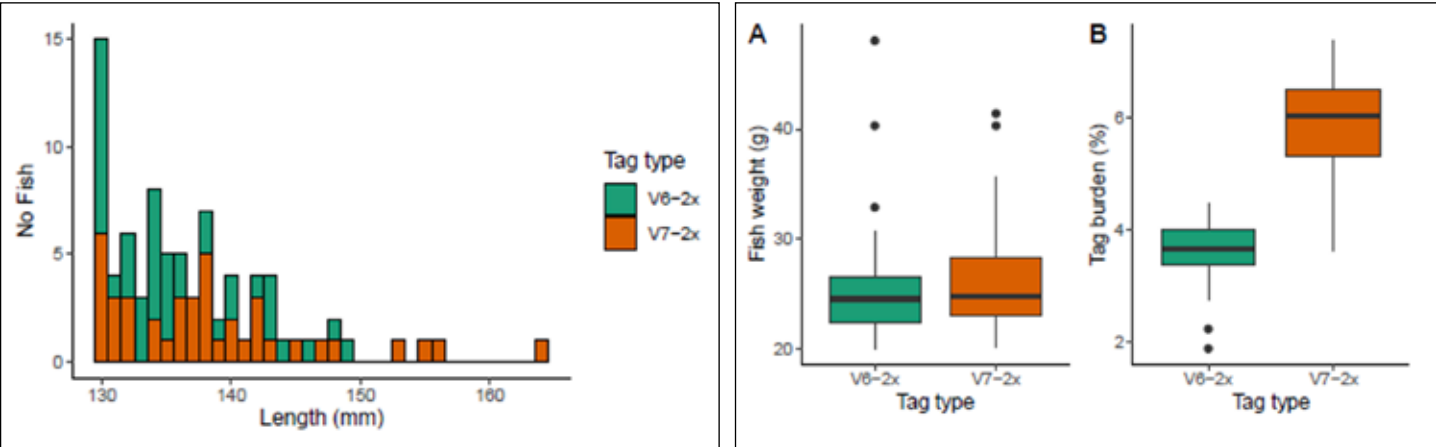 No Fish
15
10
5
0
130 140 150 160
Length (mm)
Tag type
V6−2x
V7−2x
A
Fish weight (g)
40
30
20
V6−2x V7−2x
Tag type
B
Tag burden (%)
6
4
2
V6−2x V7−2x
Tag type